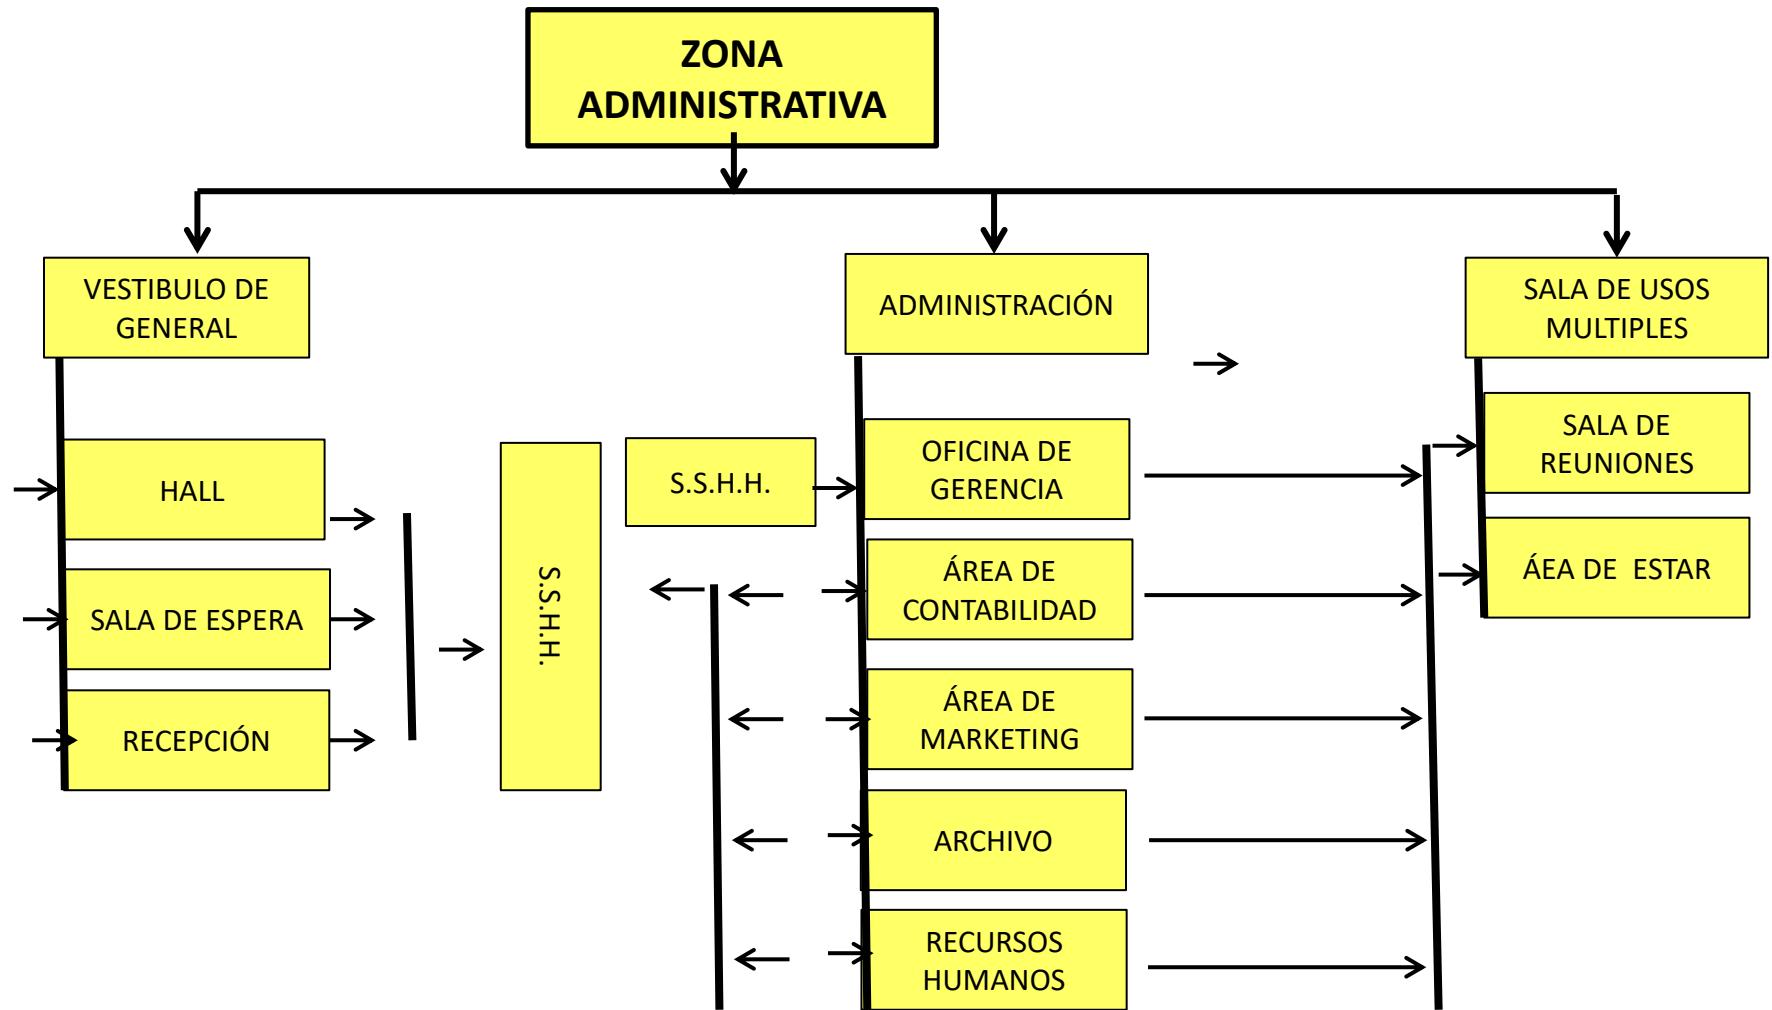 ZONA
ADMINISTRATIVA
VESTIBULO DE
GENERAL
HALL
SALA DE ESPERA
RECEPCIÓN
S.S.H.H.
S.S.H.H.
ADMINISTRACIÓN
OFICINA DE
GERENCIA
ÁREA DE
CONTABILIDAD
ÁREA DE
MARKETING
ARCHIVO
RECURSOS
HUMANOS
SALA DE USOS
MULTIPLES
SALA DE
REUNIONES
ÁEA DE  ESTAR